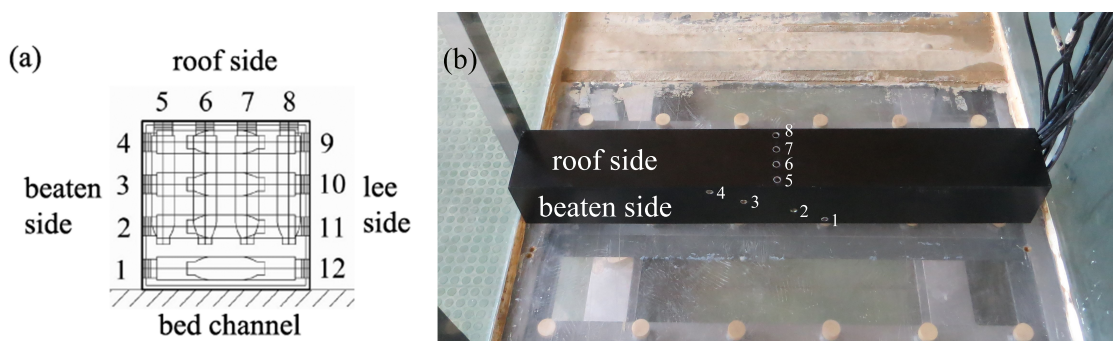 (a)
roof side
5 6 7 8
4 9
3 10
beaten side
lee side
2 11
1 12
bed channel
(b)
8
7
roof side
6
5
4
3
beaten side
2
1